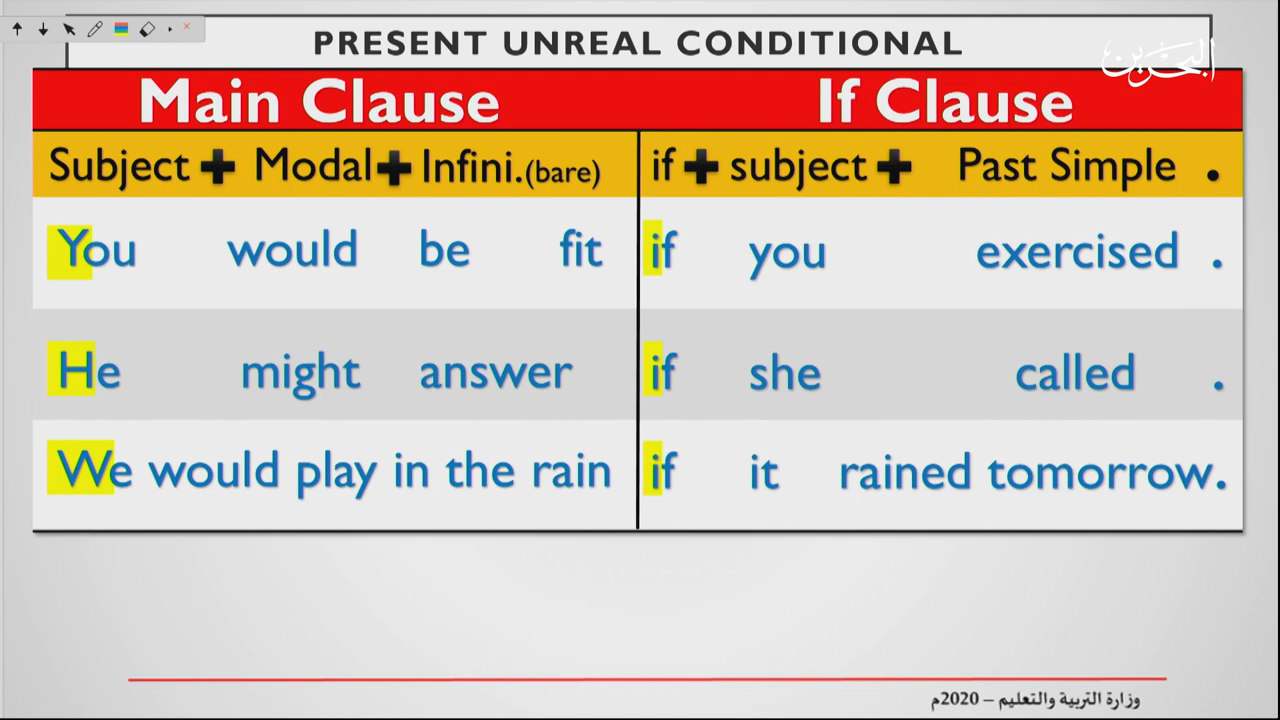 PRESENT UNREAL CONDITIONAL
البحرين
Main Clause If Clause
Subject + Modal + Infini.(bare) if + subject + Past Simple .
You would be fit if you exercised .
He might answer if she called .
We would play in the rain if it rained tomorrow.
وزارة التربية والتعليم – 2020م